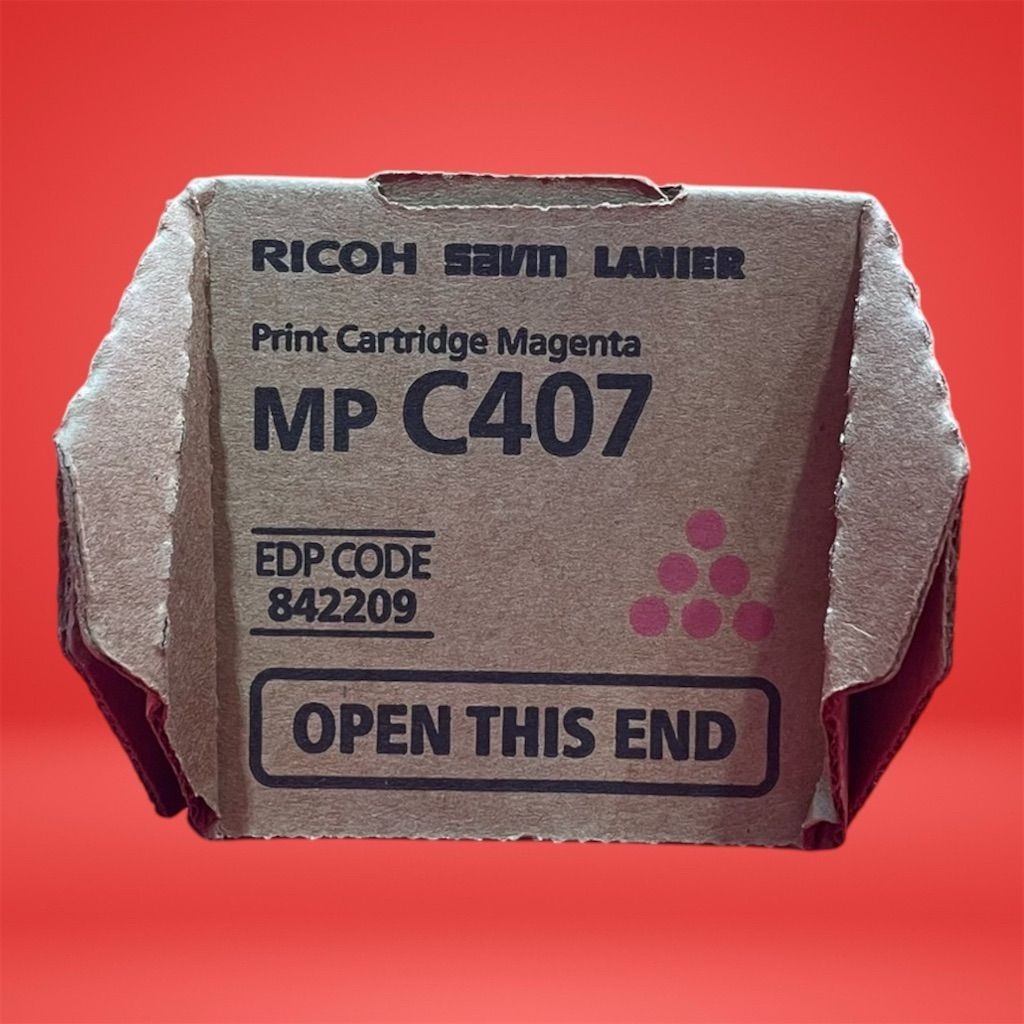 RICOH savin LANIER
Print Cartridge Magenta
MP C407
EDP CODE
842209
OPEN THIS END